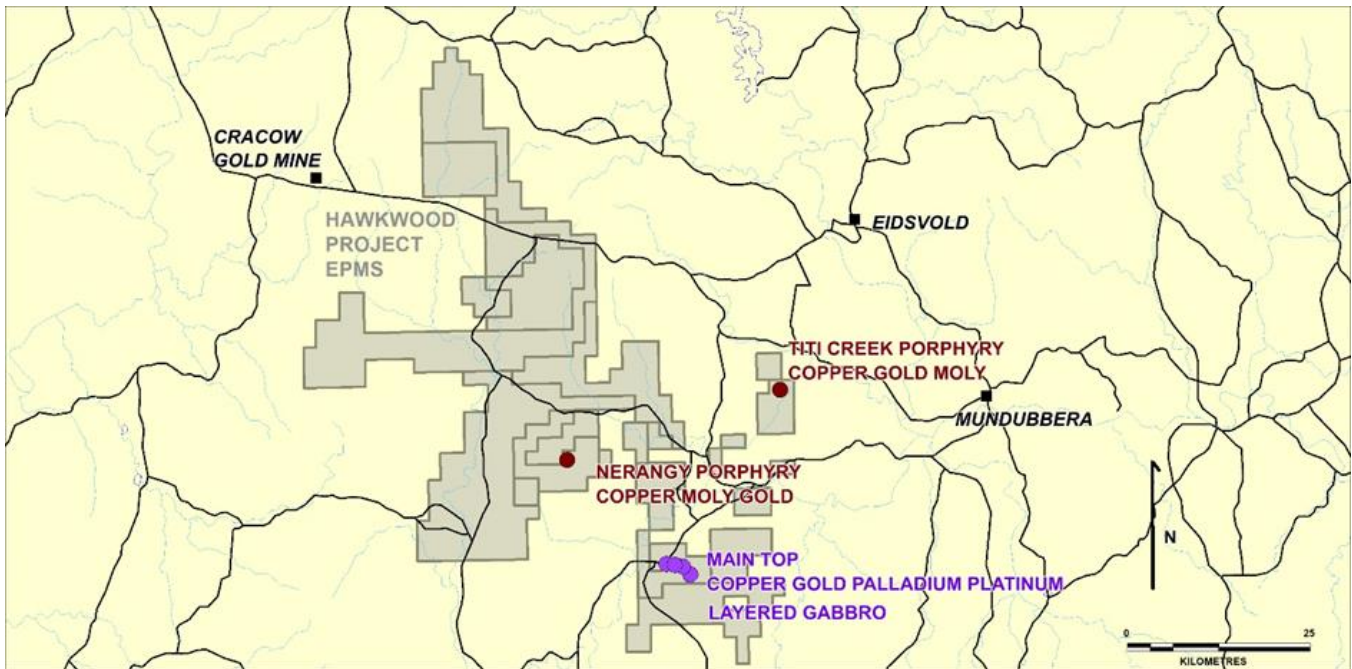 CRACOW
GOLD MINE
HAWKWOOD
PROJECT
EPMS
EIDSVOLD
TITI CREEK PORPHYRY
COPPER GOLD MOLY
MUNDUBBERA
NERANGY PORPHYRY
COPPER MOLY GOLD
N
MAIN TOP
COPPER GOLD PALLADIUM PLATINUM
LAYERED GABBRO
0 25
KILOMETRES